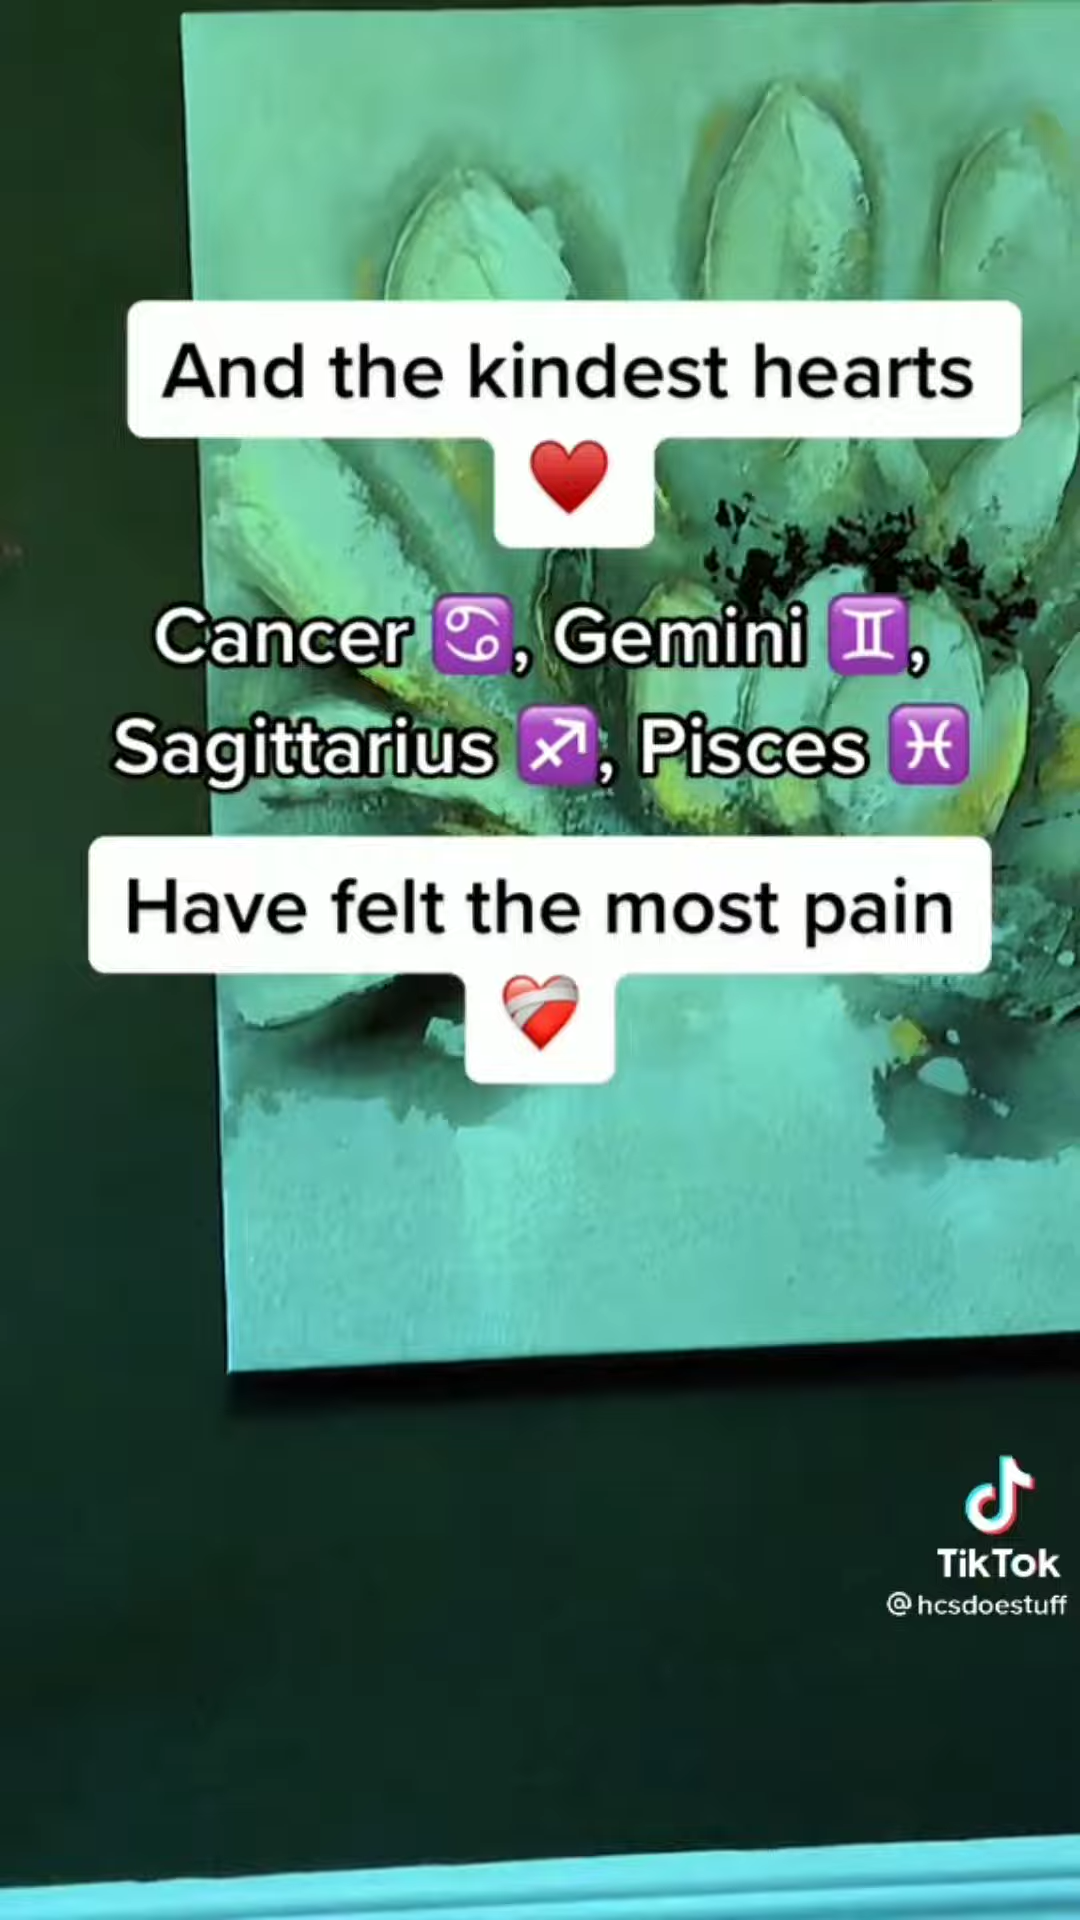 And the kindest hearts
❤️
Cancer ♋, Gemini ♊,
Sagittarius ♐, Pisces ♓
Have felt the most pain
❤️‍🩹
TikTok
@hcsdoestuff